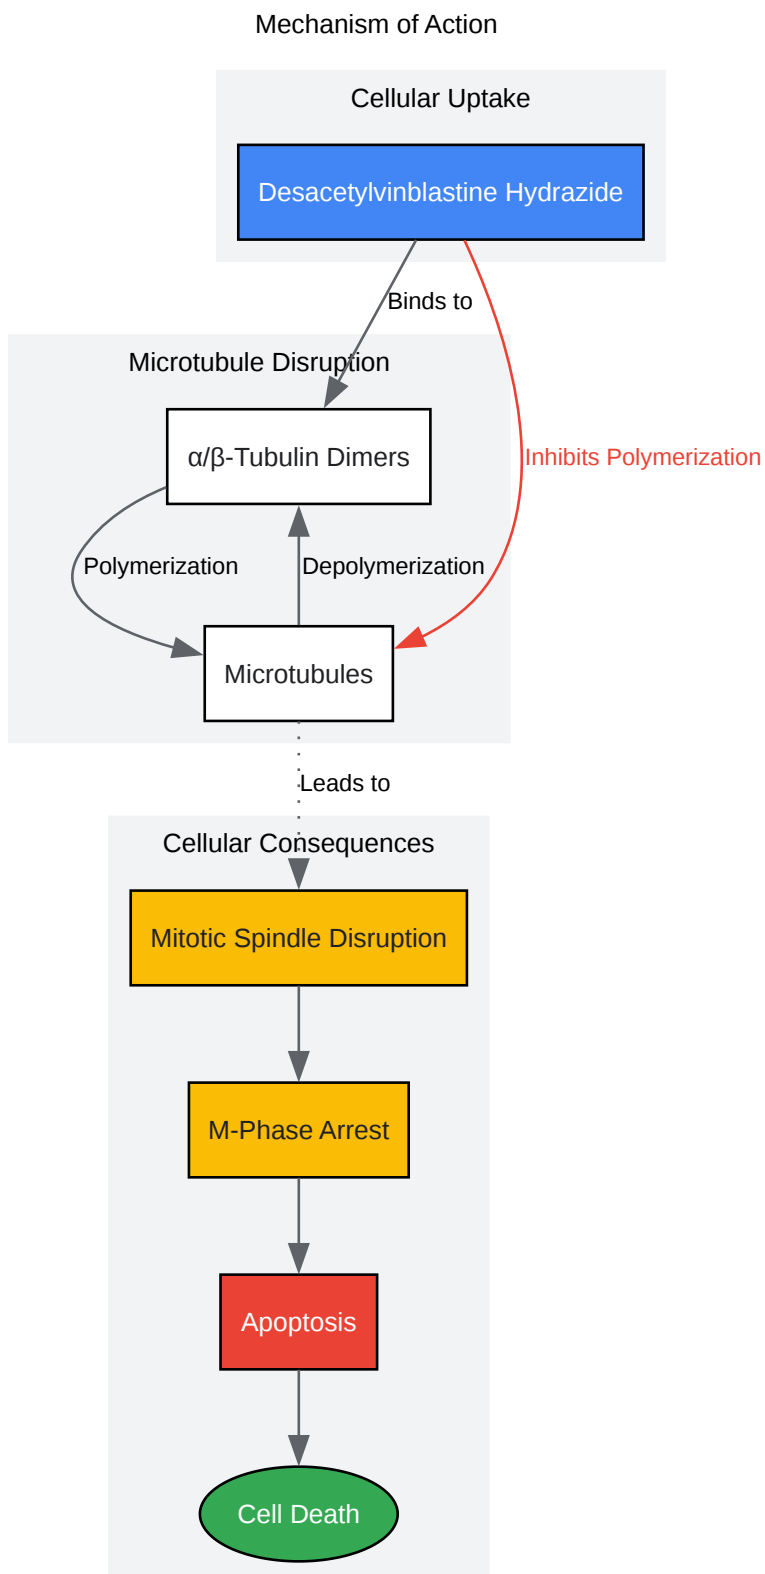 Mechanism of Action
Cellular Uptake
Desacetylvinblastine Hydrazide
Binds to
Microtubule Disruption
α/β-Tubulin Dimers
Inhibits Polymerization
Polymerization
Depolymerization
Microtubules
Leads to
Cellular Consequences
Mitotic Spindle Disruption
M-Phase Arrest
Apoptosis
Cell Death